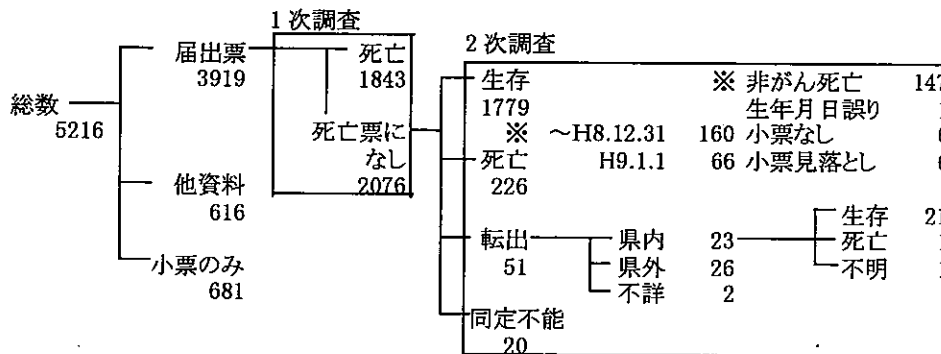 1 次調査
2 次調査
総数
5216
届出票
3919
他資料
616
小票のみ
681
死亡
1843
死亡票に
なし
2076
生存
1779
※ ～H8.12.31 160
死亡 H9.1.1 66
226
※ 非がん死亡 147
生年月日誤り
小票なし
小票見落とし
転出
51
県内 23
県外 26
不詳 2
生存 21
死亡
不明
同定不能
20